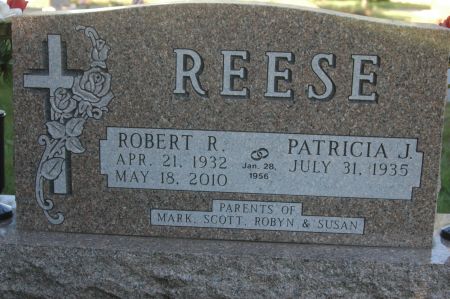 REESE
ROBERT R.
APR. 21, 1932
MAY 18, 2010
Jan. 28,
1956
PATRICIA J.
JULY 31, 1935
PARENTS OF
MARK, SCOTT, ROBYN & SUSAN